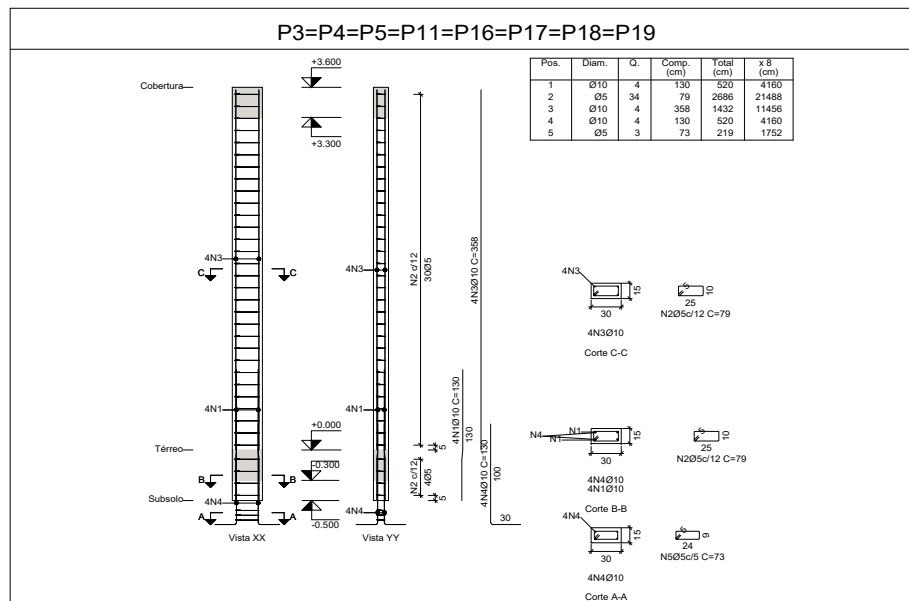 P3=P4=P5=P11=P16=P17=P18=P19
Pos. Diam. Q. Comp. (cm) Total (cm) x 8 (cm)
1 Ø10 4 130 520 4160
2 Ø5 34 79 2686 21488
3 Ø10 4 358 1432 11456
4 Ø10 4 130 520 4160
5 Ø5 3 73 219 1752
Cobertura
+3.600
+3.300
4N3
C
C
4N1
Térreo
+0.000
-0.300
B
B
Subsolo
4N4
A
A
-0.500
Vista XX
4N3
4N1
4N4
Vista YY
N2 c/12
30Ø5
5
N2 c/12
4Ø5
5
4N1Ø10 C=130
130
4N3Ø10 C=358
4N4Ø10 C=130
100
30
4N3
15
30
4N3Ø10
Corte C-C
5
10
25
N2Ø5c/12 C=79
N4
N1
N1
15
30
4N4Ø10
4N1Ø10
Corte B-B
5
10
25
N2Ø5c/12 C=79
4N4
15
30
4N4Ø10
Corte A-A
5
9
24
N5Ø5c/5 C=73